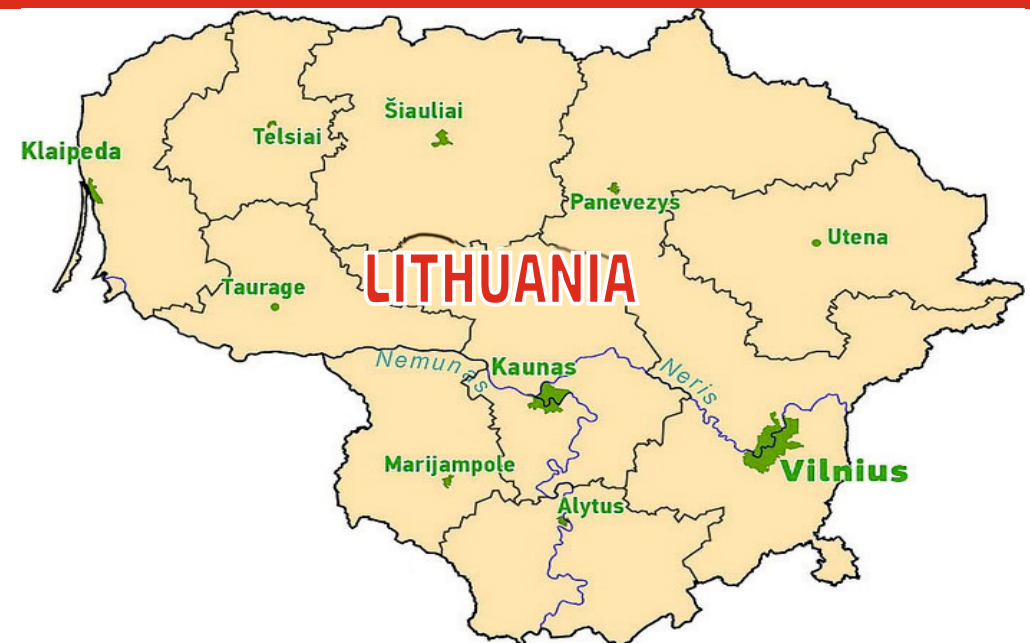 Šiauliai
Telsiai
Klaipeda
Panevezys
Utena
LITHUANIA
Taurage
Nemunas
Kaunas
Neris
Marijampole
Vilnius
Alytus